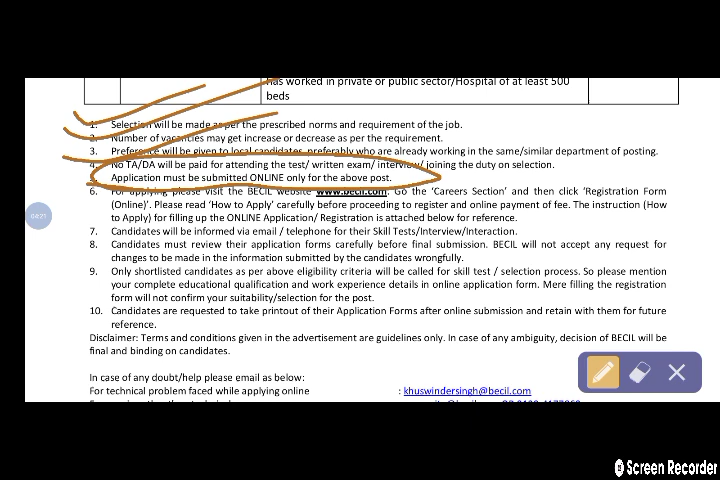 has worked in private or public sector/Hospital of at least 500
beds
1. Selection will be made as per the prescribed norms and requirement of the job.
2. Number of vacancies may get increase or decrease as per the requirement.
3. Preference will be given to local candidates, preferably who are already working in the same/similar department of posting.
4. No TA/DA will be paid for attending the test/ written exam/ interview/ joining the duty on selection.
5. Application must be submitted ONLINE only for the above post.
6. For applying please visit the BECIL website www.becil.com. Go the 'Careers Section' and then click 'Registration Form
(Online)'. Please read 'How to Apply' carefully before proceeding to register and online payment of fee. The instruction (How
to Apply) for filling up the ONLINE Application/ Registration is attached below for reference.
7. Candidates will be informed via email / telephone for their Skill Tests/Interview/Interaction.
8. Candidates must review their application forms carefully before final submission. BECIL will not accept any request for
changes to be made in the information submitted by the candidates wrongfully.
9. Only shortlisted candidates as per above eligibility criteria will be called for skill test / selection process. So please mention
your complete educational qualification and work experience details in online application form. Mere filling the registration
form will not confirm your suitability/selection for the post.
10. Candidates are requested to take printout of their Application Forms after online submission and retain with them for future
reference.
Disclaimer: Terms and conditions given in the advertisement are guidelines only. In case of any ambiguity, decision of BECIL will be
final and binding on candidates.
In case of any doubt/help please email as below:
For technical problem faced while applying online : khuswindersingh@becil.com
04:21
Screen Recorder